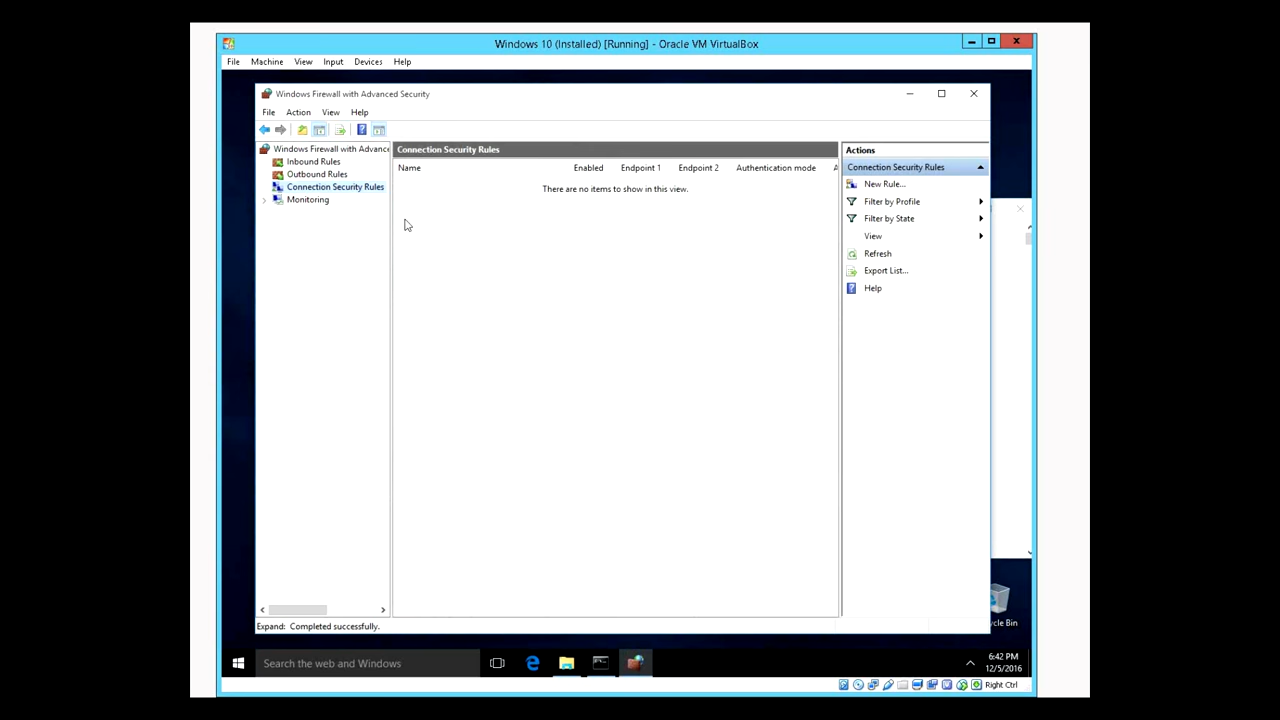 Windows 10 (Installed) [Running] - Oracle VM VirtualBox
File Machine View Input Devices Help
Windows Firewall with Advanced Security
File Action View Help
Windows Firewall with Advance
Inbound Rules
Outbound Rules
Connection Security Rules
Monitoring
Connection Security Rules
Name Enabled Endpoint 1 Endpoint 2 Authentication mode
There are no items to show in this view.
Actions
Connection Security Rules
New Rule...
Filter by Profile
Filter by State
View
Refresh
Export List...
Help
Expand: Completed successfully.
cle Bin
Search the web and Windows
6:42 PM
12/5/2016
Right Ctrl